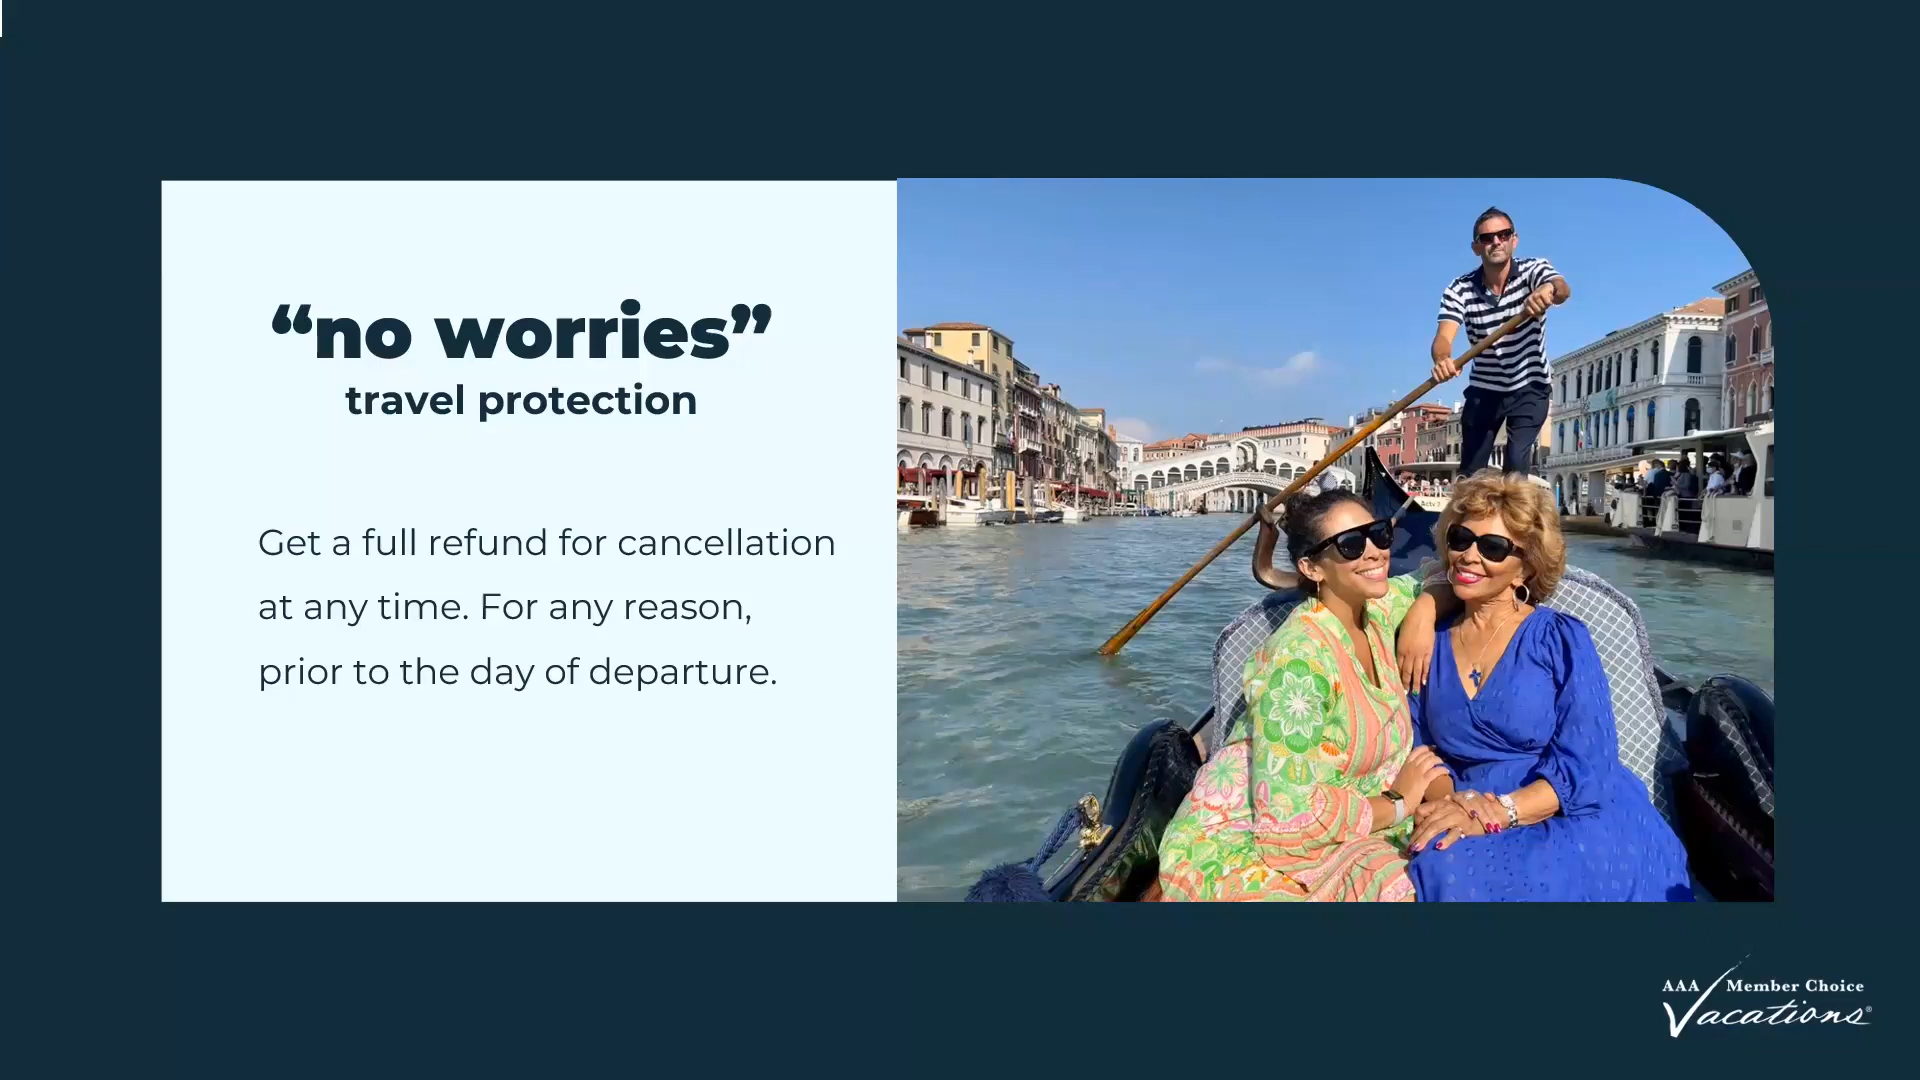 “no worries”
travel protection
Get a full refund for cancellation
at any time. For any reason,
prior to the day of departure.
AAA Member Choice
Vacations®